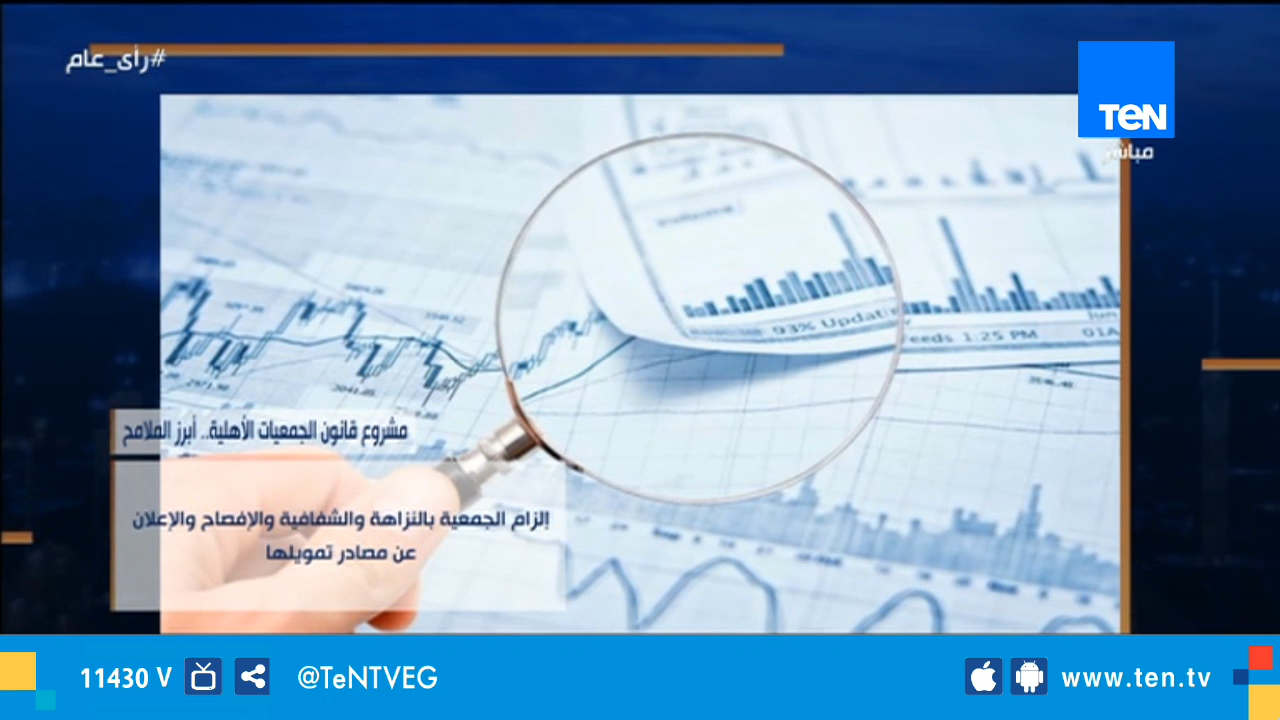 #رأى_عام
TEN
مباشر
volume
93% Updat
eeds 1:25 PM
مشروع قانون الجمعيات الأهلية.. أبرز الملامح
إلزام الجمعية بالنزاهة والشفافية والإفصاح والإعلان
عن مصادر تمويلها
11430 V
@TeNTVEG
www.ten.tv